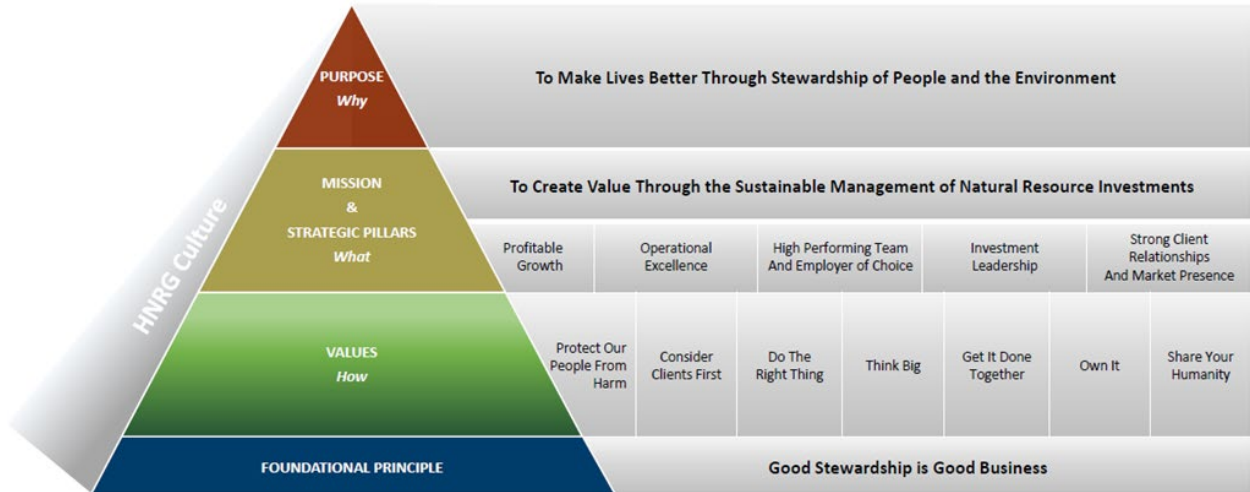 PURPOSE
Why
To Make Lives Better Through Stewardship of People and the Environment
HNRG Culture
MISSION
&
STRATEGIC PILLARS
What
To Create Value Through the Sustainable Management of Natural Resource Investments
Profitable
Growth
Operational
Excellence
High Performing Team
And Employer of Choice
Investment
Leadership
Strong Client
Relationships
And Market Presence
VALUES
How
Protect Our
People From
Harm
Consider
Clients First
Do The
Right Thing
Think Big
Get It Done
Together
Own It
Share Your
Humanity
FOUNDATIONAL PRINCIPLE
Good Stewardship is Good Business